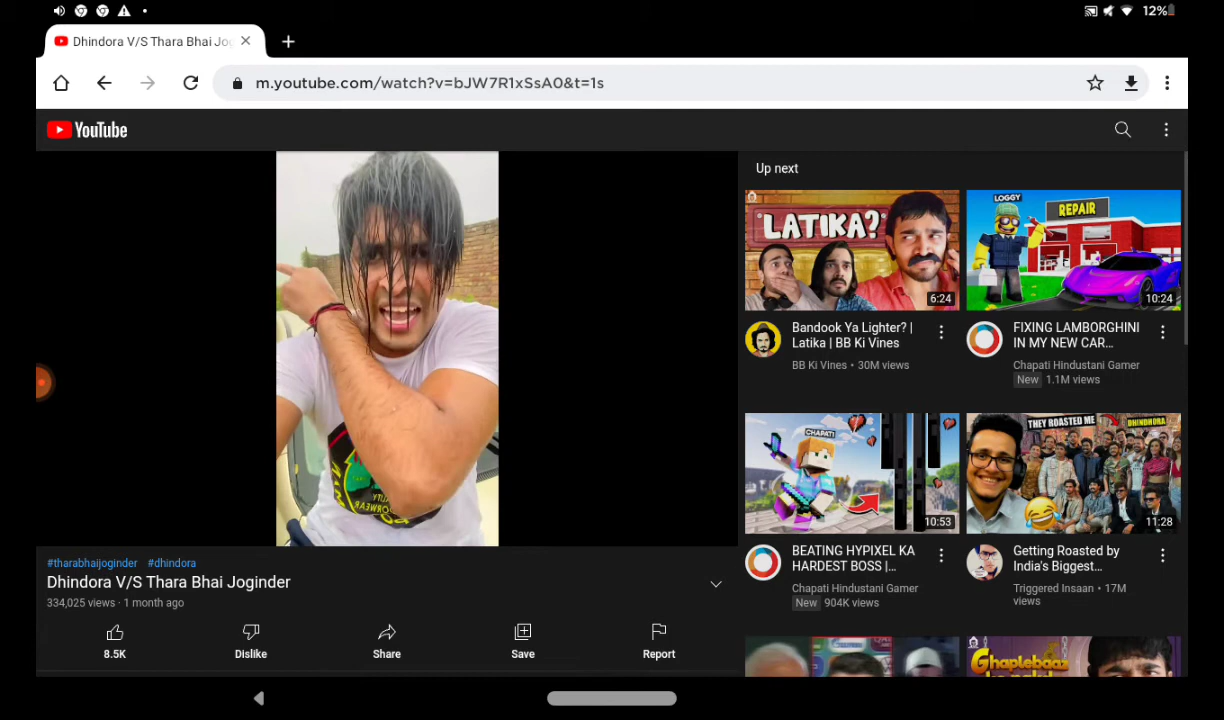 12%
Dhindora V/S Thara Bhai Jo
m.youtube.com/watch?v=bJW7R1xSsA0&t=1s
YouTube
Up next
LATIKA?
6:24
LOGGY
REPAIR
10:24
Bandook Ya Lighter? |
Latika | BB Ki Vines
BB Ki Vines • 30M views
FIXING LAMBORGHINI
IN MY NEW CAR...
Chapati Hindustani Gamer
New 1.1M views
CHAPATI
10:53
THEY ROASTED ME
DHINDHORA
11:28
BEATING HYPIXEL KA
HARDEST BOSS |...
Chapati Hindustani Gamer
New 904K views
Getting Roasted by
India's Biggest...
Triggered Insaan • 17M
views
#tharabhaijoginder #dhindora
Dhindora V/S Thara Bhai Joginder
334,025 views · 1 month ago
8.5K
Dislike
Share
Save
Report
Ghaplebaaz